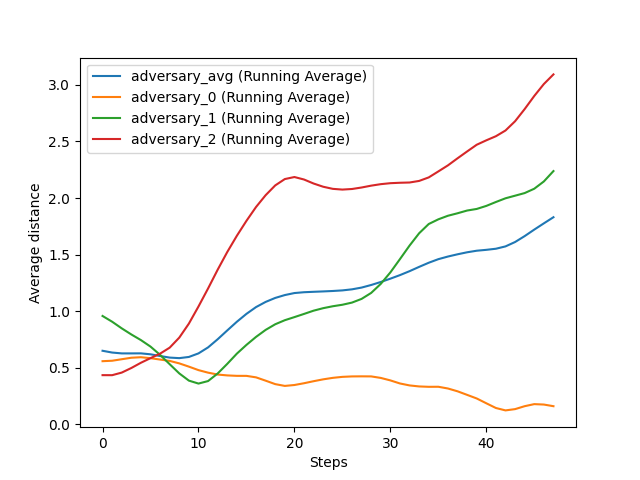 adversary_avg (Running Average)
adversary_0 (Running Average)
adversary_1 (Running Average)
adversary_2 (Running Average)
3.0
2.5
2.0
1.5
1.0
0.5
0.0
Average distance
0 10 20 30 40
Steps